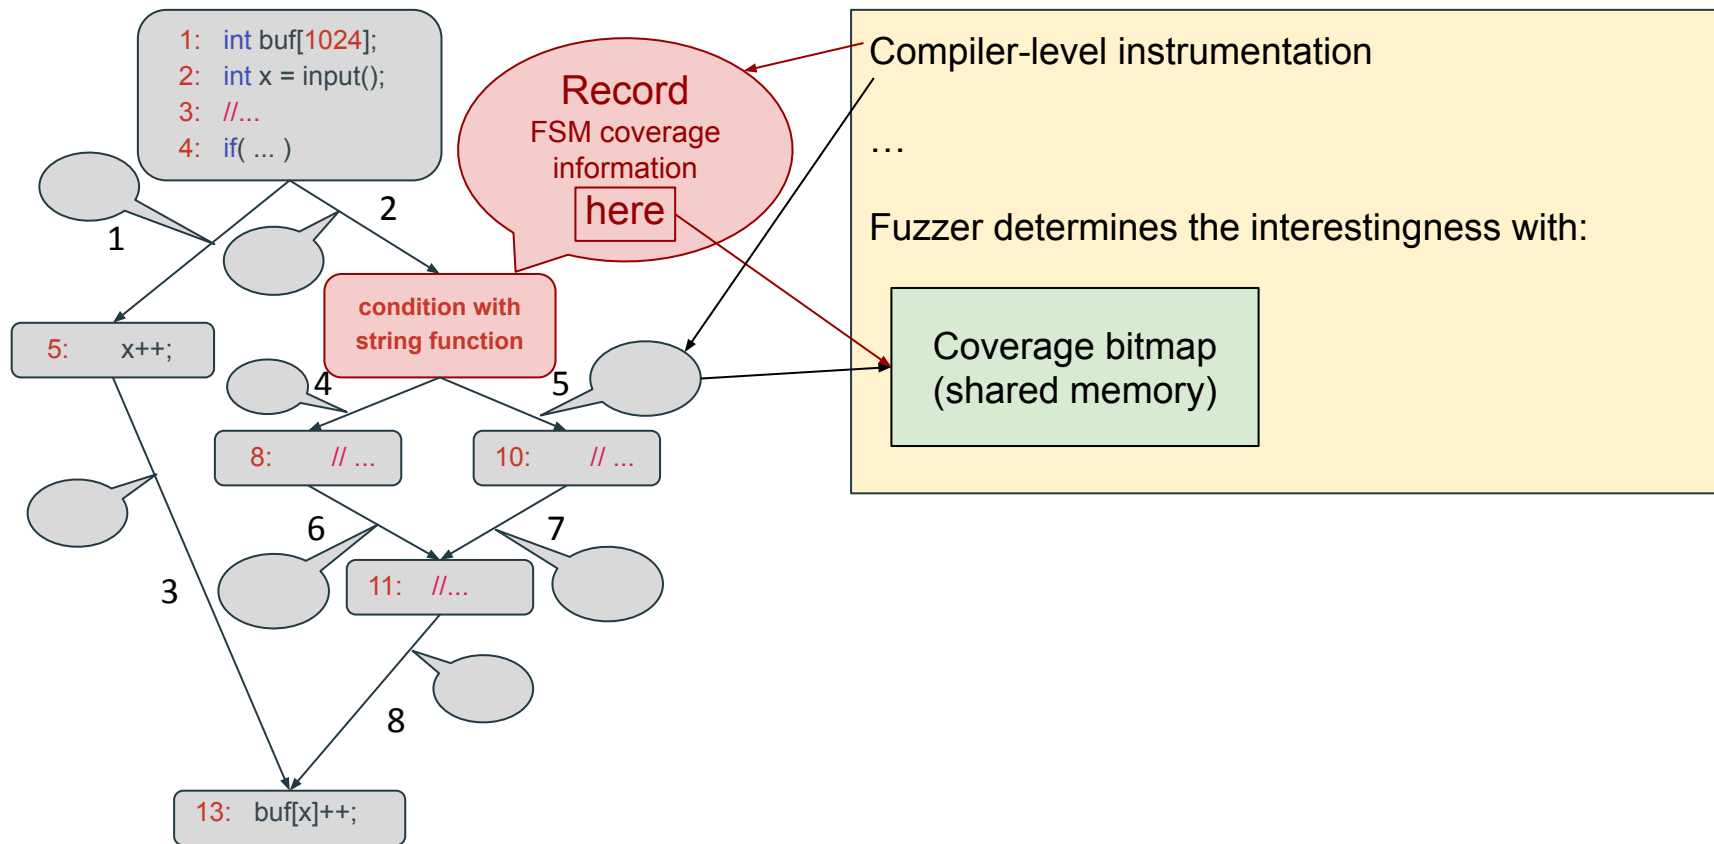 1: int buf[1024];
2: int x = input();
3: //...
4: if( ... )
Record
FSM coverage
information
here
Compiler-level instrumentation
...
Fuzzer determines the interestingness with:
Coverage bitmap
(shared memory)
1
2
condition with
string function
5: x++;
4
5
8: // ...
10: // ...
6
7
11: //...
3
8
13: buf[x]++;